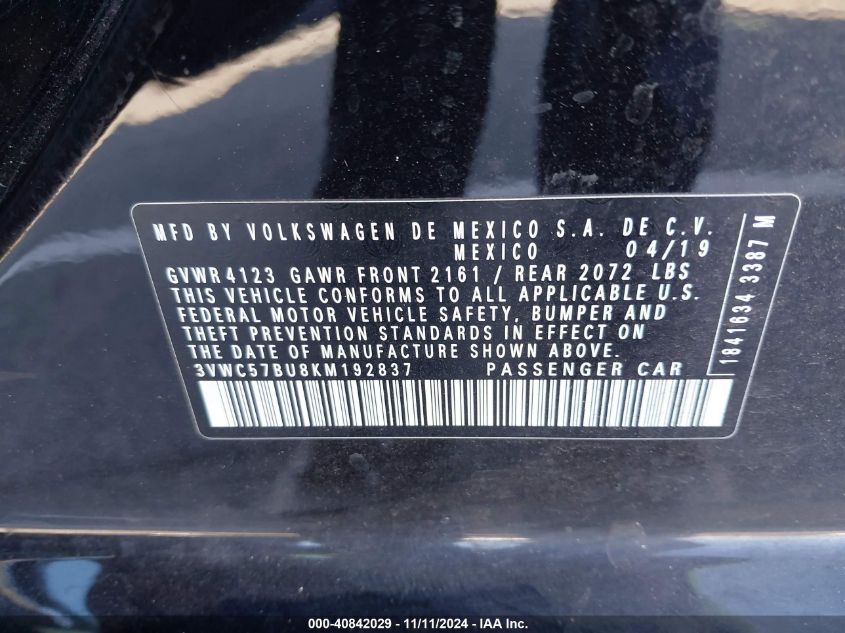 MFD BY VOLKSWAGEN DE MEXICO S.A. DE C.V.
MEXICO 04/19
GVWR 4123 GAWR FRONT 2161 / REAR 2072 LBS
THIS VEHICLE CONFORMS TO ALL APPLICABLE U.S.
FEDERAL MOTOR VEHICLE SAFETY, BUMPER AND
THEFT PREVENTION STANDARDS IN EFFECT ON
THE DATE OF MANUFACTURE SHOWN ABOVE.
3VWC57BU8KM192837 PASSENGER CAR
1841634 3387 M
000-40842029 - 11/11/2024 - IAA Inc.